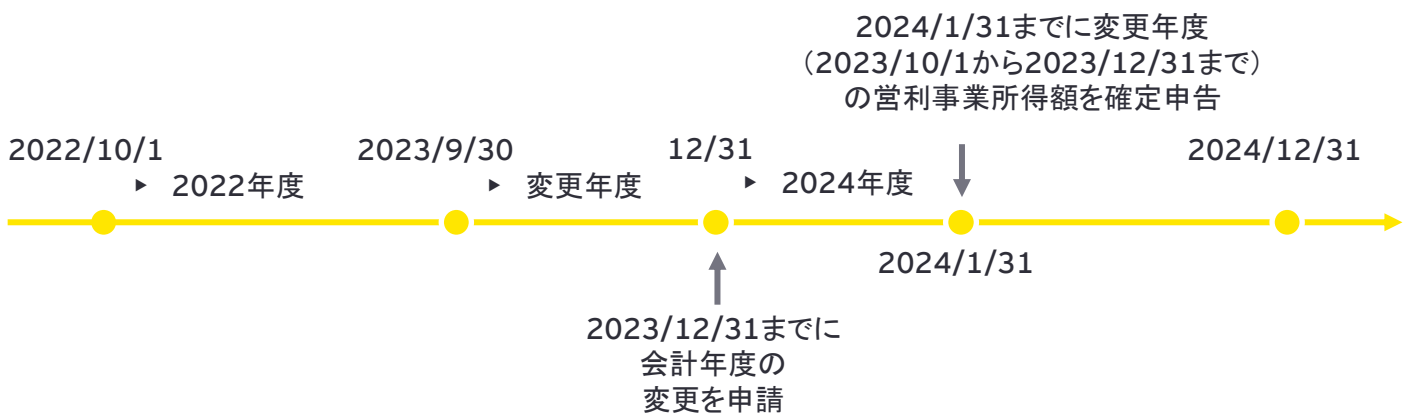 2024/1/31までに変更年度
（2023/10/1から2023/12/31まで）
の営利事業所得額を確定申告
2022/10/1
2023/9/30
12/31
2024/12/31
▶ 2022年度
▶ 変更年度
▶ 2024年度
2024/1/31
2023/12/31までに
会計年度の
変更を申請